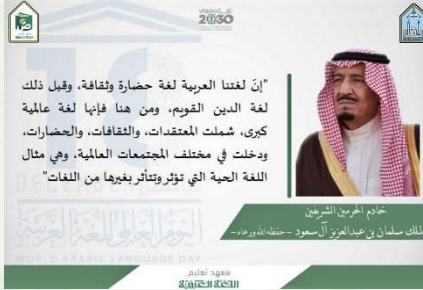 2030
"إنّ لغتنا العربية لغة حضارة وثقافة، وقبل ذلك
لغة الدين القويم، ومن هنا فإنها لغة عالمية
كبرى، شملت المعتقدات، والثقافات، والحضارات،
ودخلت في مختلف المجتمعات العالمية، وهي مثال
اللغة الحية التي تؤثر وتتأثر بغيرها من اللغات"
خادم الحرمين الشريفين
الملك سلمان بن عبدالعزيز آل سعود -حفظه الله ورعاه-
اليوم العالمي للغة العربية
WORLD ARABIC LANGUAGE DAY
معهد تعليم
اللغة العربية